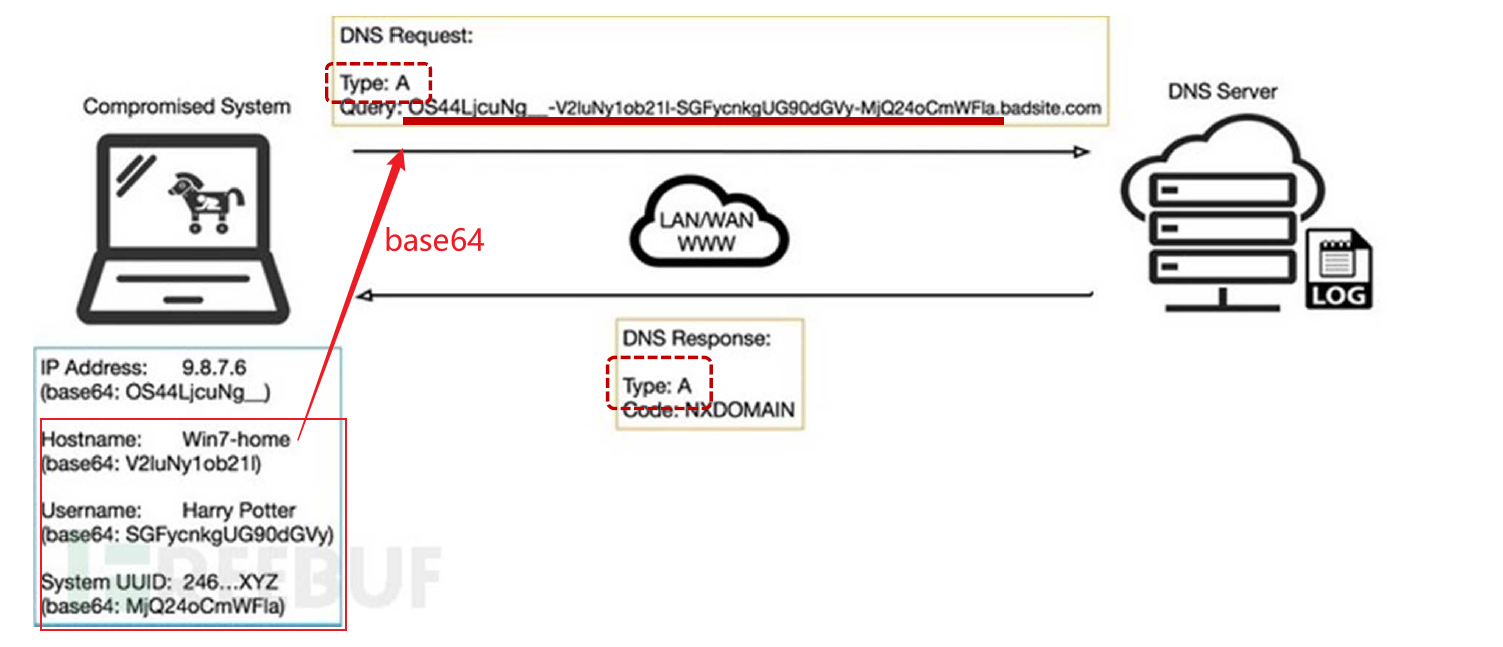 DNS Request:
Type: A
Query: OS44LjcuNg__-V2luNy1ob21l-SGFycnkgUG90dGVy-MjQ24oCmWFla.badsite.com
Compromised System
DNS Server
base64
LAN/WAN
WWW
LOG
DNS Response:
Type: A
Code: NXDOMAIN
IP Address: 9.8.7.6
(base64: OS44LjcuNg__)
Hostname: Win7-home
(base64: V2luNy1ob21l)
Username: Harry Potter
(base64: SGFycnkgUG90dGVy)
System UUID: 246...XYZ
(base64: MjQ24oCmWFla)
FREEBUF